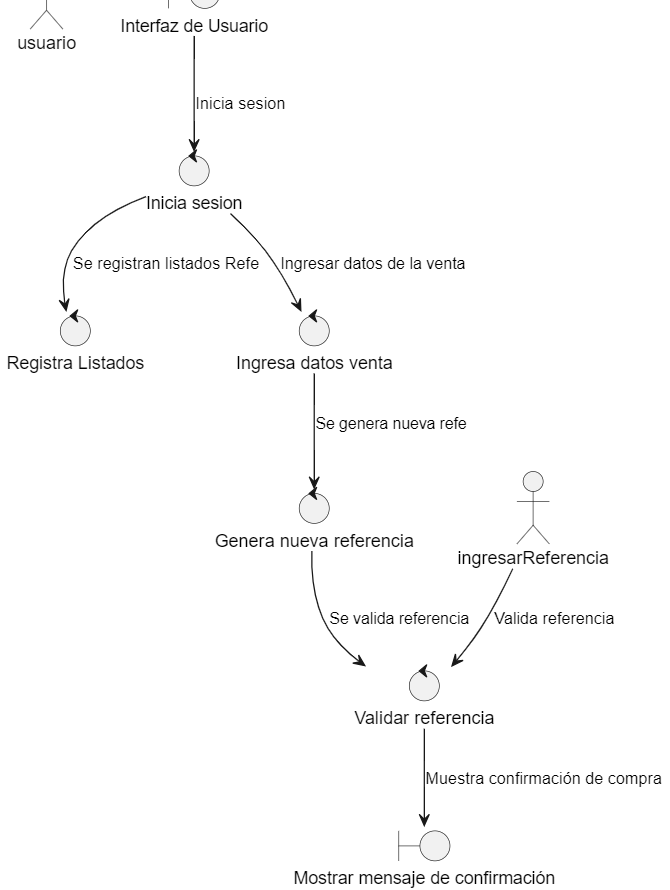 usuario
Interfaz de Usuario
Inicia sesion
Inicia sesion
Se registran listados Refe
Ingresar datos de la venta
Registra Listados
Ingresa datos venta
Se genera nueva refe
Genera nueva referencia
ingresarReferencia
Se valida referencia
Valida referencia
Validar referencia
Muestra confirmación de compra
Mostrar mensaje de confirmación